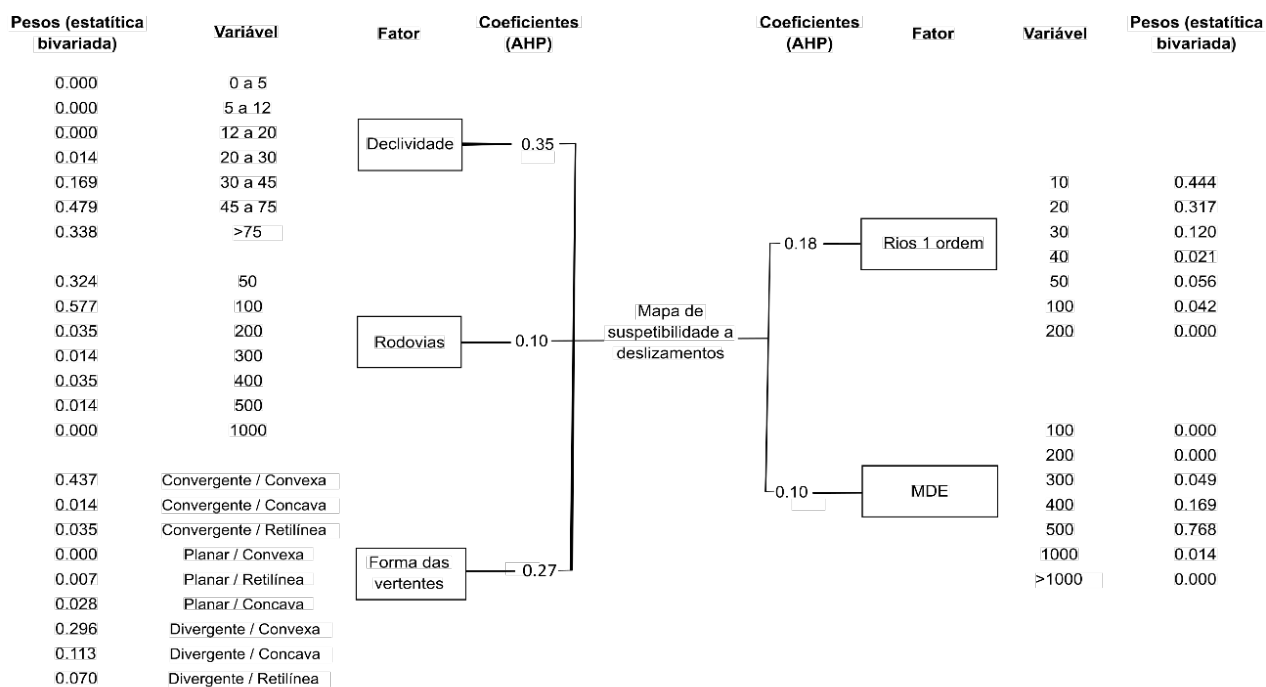 Pesos (estatítica bivariada) Variável Fator Coeficientes (AHP)
0.000 0 a 5
0.000 5 a 12
0.000 12 a 20
0.014 20 a 30
0.169 30 a 45
0.479 45 a 75
0.338 >75
Declividade 0.35
0.324 50
0.577 100
0.035 200
0.014 300
0.035 400
0.014 500
0.000 1000
Rodovias 0.10
0.437 Convergente / Convexa
0.014 Convergente / Concava
0.035 Convergente / Retilínea
0.000 Planar / Convexa
0.007 Planar / Retilínea
0.028 Planar / Concava
0.296 Divergente / Convexa
0.113 Divergente / Concava
0.070 Divergente / Retilínea
Forma das
vertentes
0.27
Mapa de
suspetibilidade a
deslizamentos
Coeficientes (AHP) Fator Variável Pesos (estatítica bivariada)
0.18 Rios 1 ordem
10 0.444
20 0.317
30 0.120
40 0.021
50 0.056
100 0.042
200 0.000
0.10 MDE
100 0.000
200 0.000
300 0.049
400 0.169
500 0.768
1000 0.014
>1000 0.000